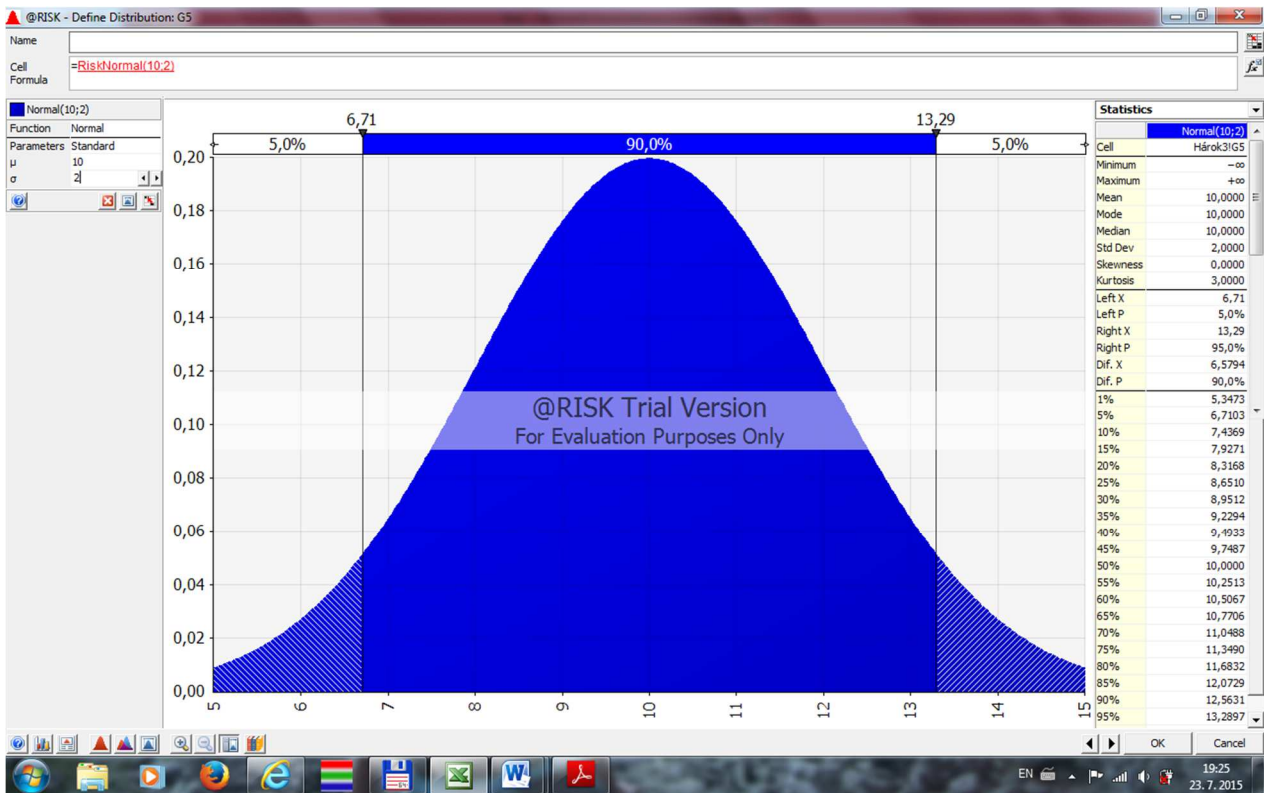 @RISK - Define Distribution: G5
Name
Cell Formula
=RiskNormal(10;2)
Normal(10;2)
Function Normal
Parameters Standard
μ 10
σ 2
6,71 13,29
5,0% 90,0% 5,0%
0,20
0,18
0,16
0,14
0,12
0,10
0,08
0,06
0,04
0,02
0,00
5 6 7 8 9 10 11 12 13 14 15
@RISK Trial Version
For Evaluation Purposes Only
Statistics
Normal(10;2)
Cell Hárok3!G5
Minimum −∞
Maximum +∞
Mean 10,0000
Mode 10,0000
Median 10,0000
Std Dev 2,0000
Skewness 0,0000
Kurtosis 3,0000
Left X 6,71
Left P 5,0%
Right X 13,29
Right P 95,0%
Dif. X 6,5794
Dif. P 90,0%
1% 5,3473
5% 6,7103
10% 7,4369
15% 7,9271
20% 8,3168
25% 8,6510
30% 8,9512
35% 9,2294
40% 9,4933
45% 9,7487
50% 10,0000
55% 10,2513
60% 10,5067
65% 10,7706
70% 11,0488
75% 11,3490
80% 11,6832
85% 12,0729
90% 12,5631
95% 13,2897
OK Cancel
EN
19:25
23. 7. 2015